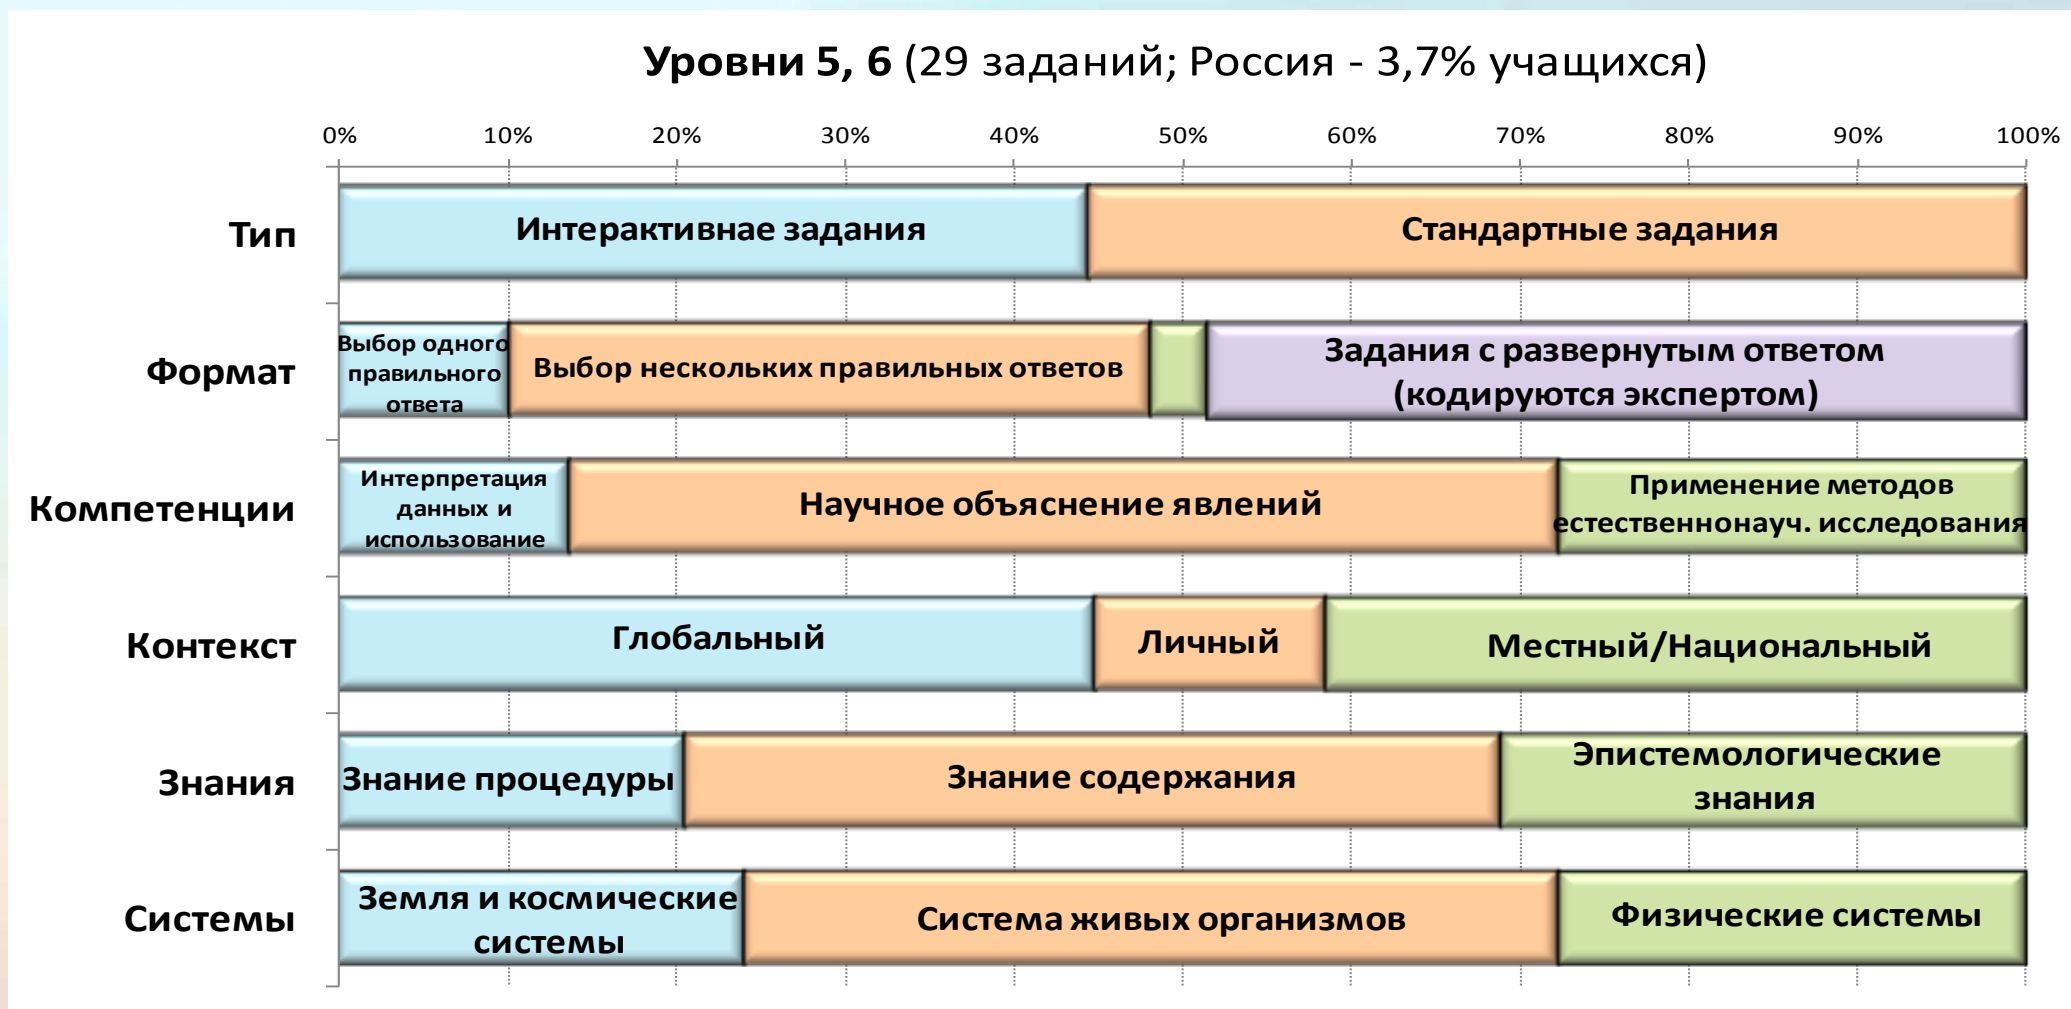 Уровни 5, 6 (29 заданий; Россия - 3,7% учащихся)
0% 10% 20% 30% 40% 50% 60% 70% 80% 90% 100%
Тип
Интерактивнае задания
Стандартные задания
Формат
Выбор одного
правильного
ответа
Выбор нескольких правильных ответов
Задания с развернутым ответом
(кодируются экспертом)
Компетенции
Интерпретация
данных и
использование
Научное объяснение явлений
Применение методов
естественнонауч. исследования
Контекст
Глобальный
Личный
Местный/Национальный
Знания
Знание процедуры
Знание содержания
Эпистемологические
знания
Системы
Земля и космические
системы
Система живых организмов
Физические системы